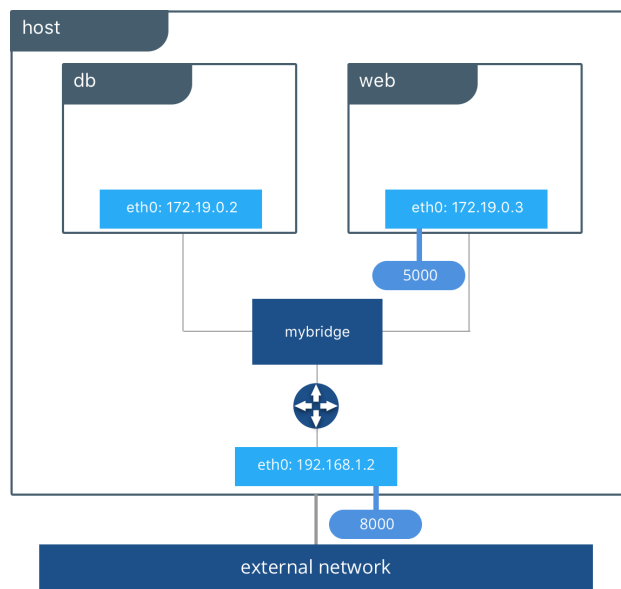 host
db
web
eth0: 172.19.0.2
eth0: 172.19.0.3
5000
mybridge
eth0: 192.168.1.2
8000
external network